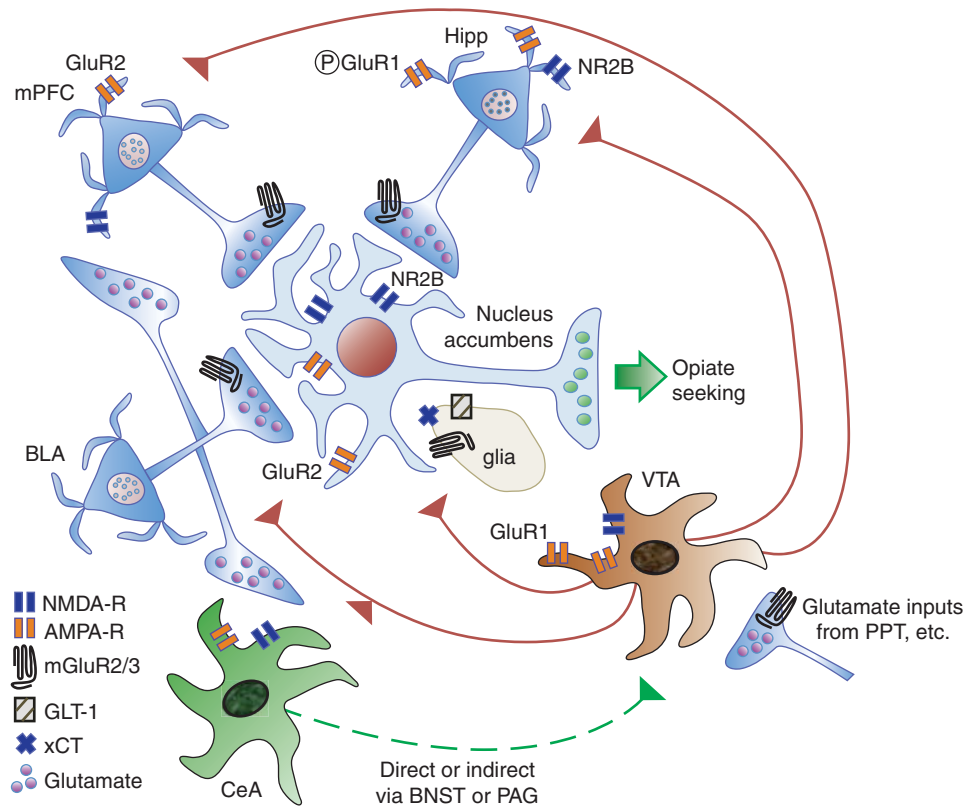 GluR2
mPFC
Hipp
Ⓟ GluR1
NR2B
NR2B
Nucleus
accumbens
Opiate
seeking
BLA
GluR2
glia
VTA
GluR1
Glutamate inputs
from PPT, etc.
NMDA-R
AMPA-R
mGluR2/3
GLT-1
xCT
Glutamate
CeA
Direct or indirect
via BNST or PAG